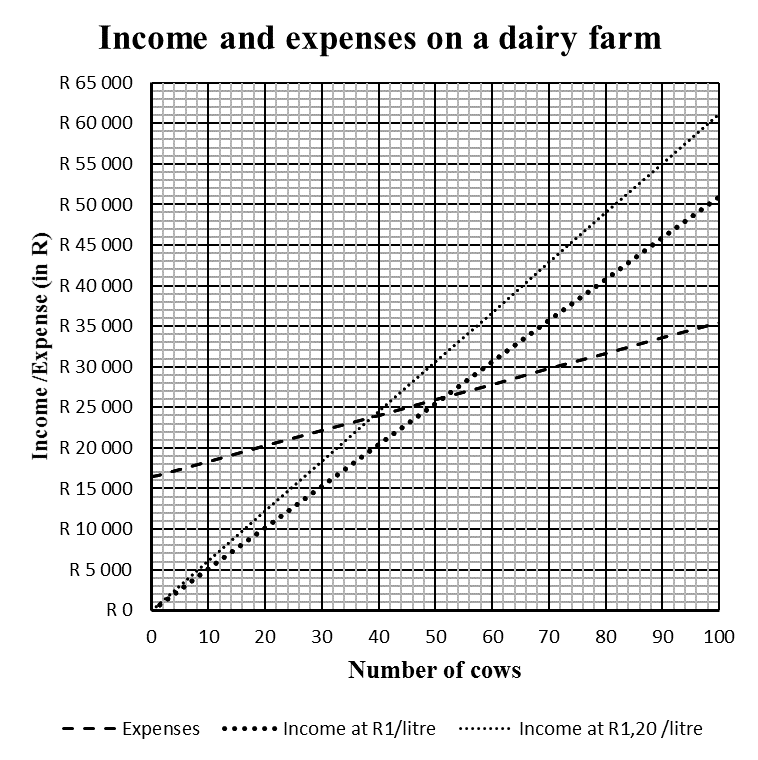 Income and expenses on a dairy farm
R 65 000
R 60 000
R 55 000
R 50 000
R 45 000
R 40 000
R 35 000
R 30 000
R 25 000
R 20 000
R 15 000
R 10 000
R 5 000
R 0
Income /Expense (in R)
0 10 20 30 40 50 60 70 80 90 100
Number of cows
Expenses Income at R1/litre Income at R1,20 /litre